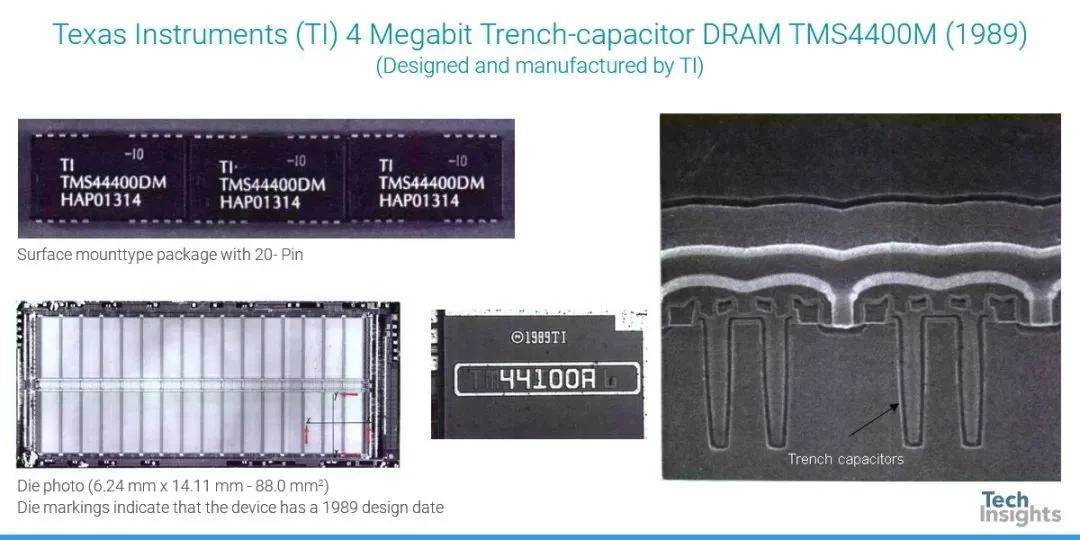 Texas Instruments (TI) 4 Megabit Trench-capacitor DRAM TMS4400M (1989)
(Designed and manufactured by TI)
-10
TI
TMS44400DM
HAP01314
-10
TI
TMS44400DM
HAP01314
-10
TI
TMS44400DM
HAP01314
Surface mounttype package with 20- Pin
©1989TI
44100A
Trench capacitors
Die photo (6.24 mm x 14.11 mm - 88.0 mm²)
Die markings indicate that the device has a 1989 design date
Tech
Insights